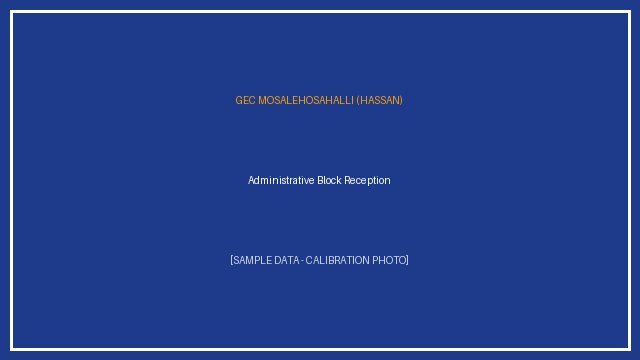 GEC MOSALEHOSAHALLI (HASSAN)
Administrative Block Reception
[SAMPLE DATA - CALIBRATION PHOTO]